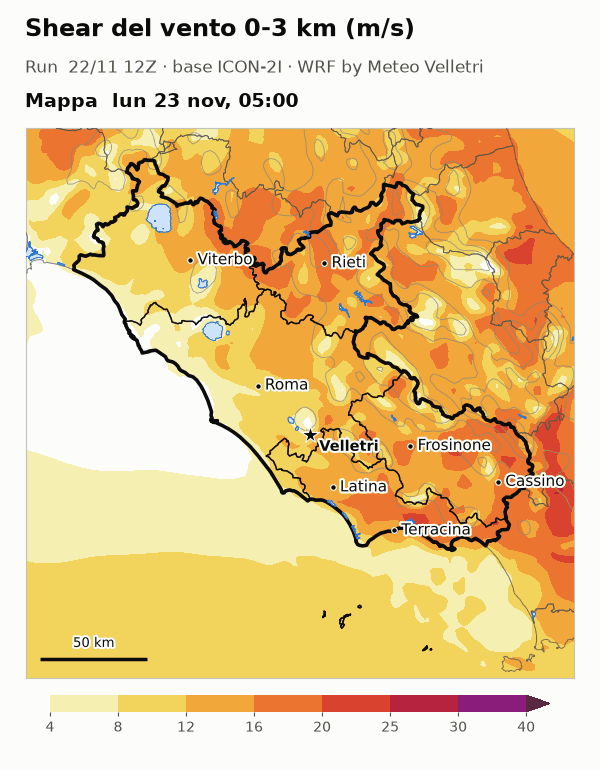 Shear del vento 0-3 km (m/s)
Run  22/11 12Z · base ICON-2I · WRF by Meteo Velletri
Mappa  lun 23 nov, 05:00
Viterbo
Rieti
Roma
Velletri
Frosinone
Cassino
Latina
Terracina
50 km
4 8 12 16 20 25 30 40